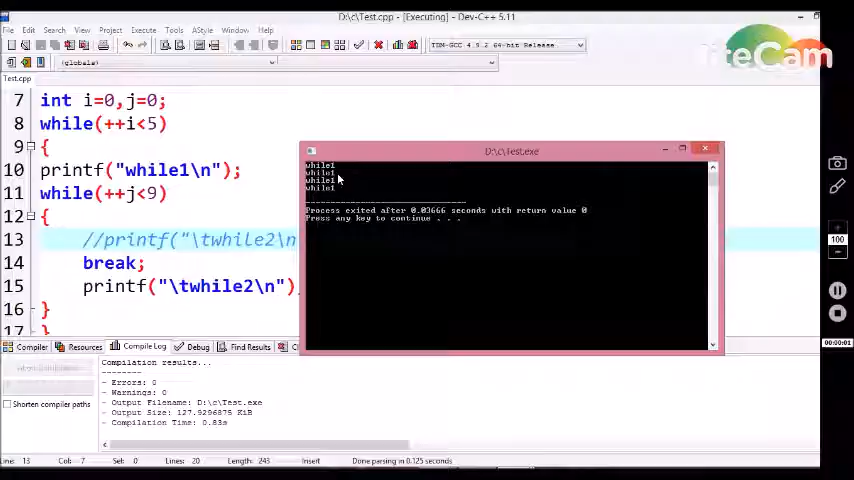 D:\c\Test.cpp - [Executing] - Dev-C++ 5.11
File Edit Search View Project Execute Tools AStyle Window Help
TDM-GCC 4.9.2 64-bit Release
(globals)
LiteCam
Test.cpp
7 int i=0,j=0;
8 while(++i<5)
9 {
10 printf("while1\n");
11 while(++j<9)
12 {
13 //printf("\twhile2\n
14 break;
15 printf("\twhile2\n")
16 }
17 }
D:\c\Test.exe
while1
while1
while1
while1
--------------------------------
Process exited after 0.03666 seconds with return value 0
Press any key to continue . . .
100
00:00:01
Compiler Resources Compile Log Debug Find Results
Compilation results...
--------
- Errors: 0
- Warnings: 0
- Output Filename: D:\c\Test.exe
- Output Size: 127.9296875 KiB
- Compilation Time: 0.83s
Shorten compiler paths
Line: 13 Col: 7 Sel: 0 Lines: 20 Length: 243 Insert Done parsing in 0.125 seconds